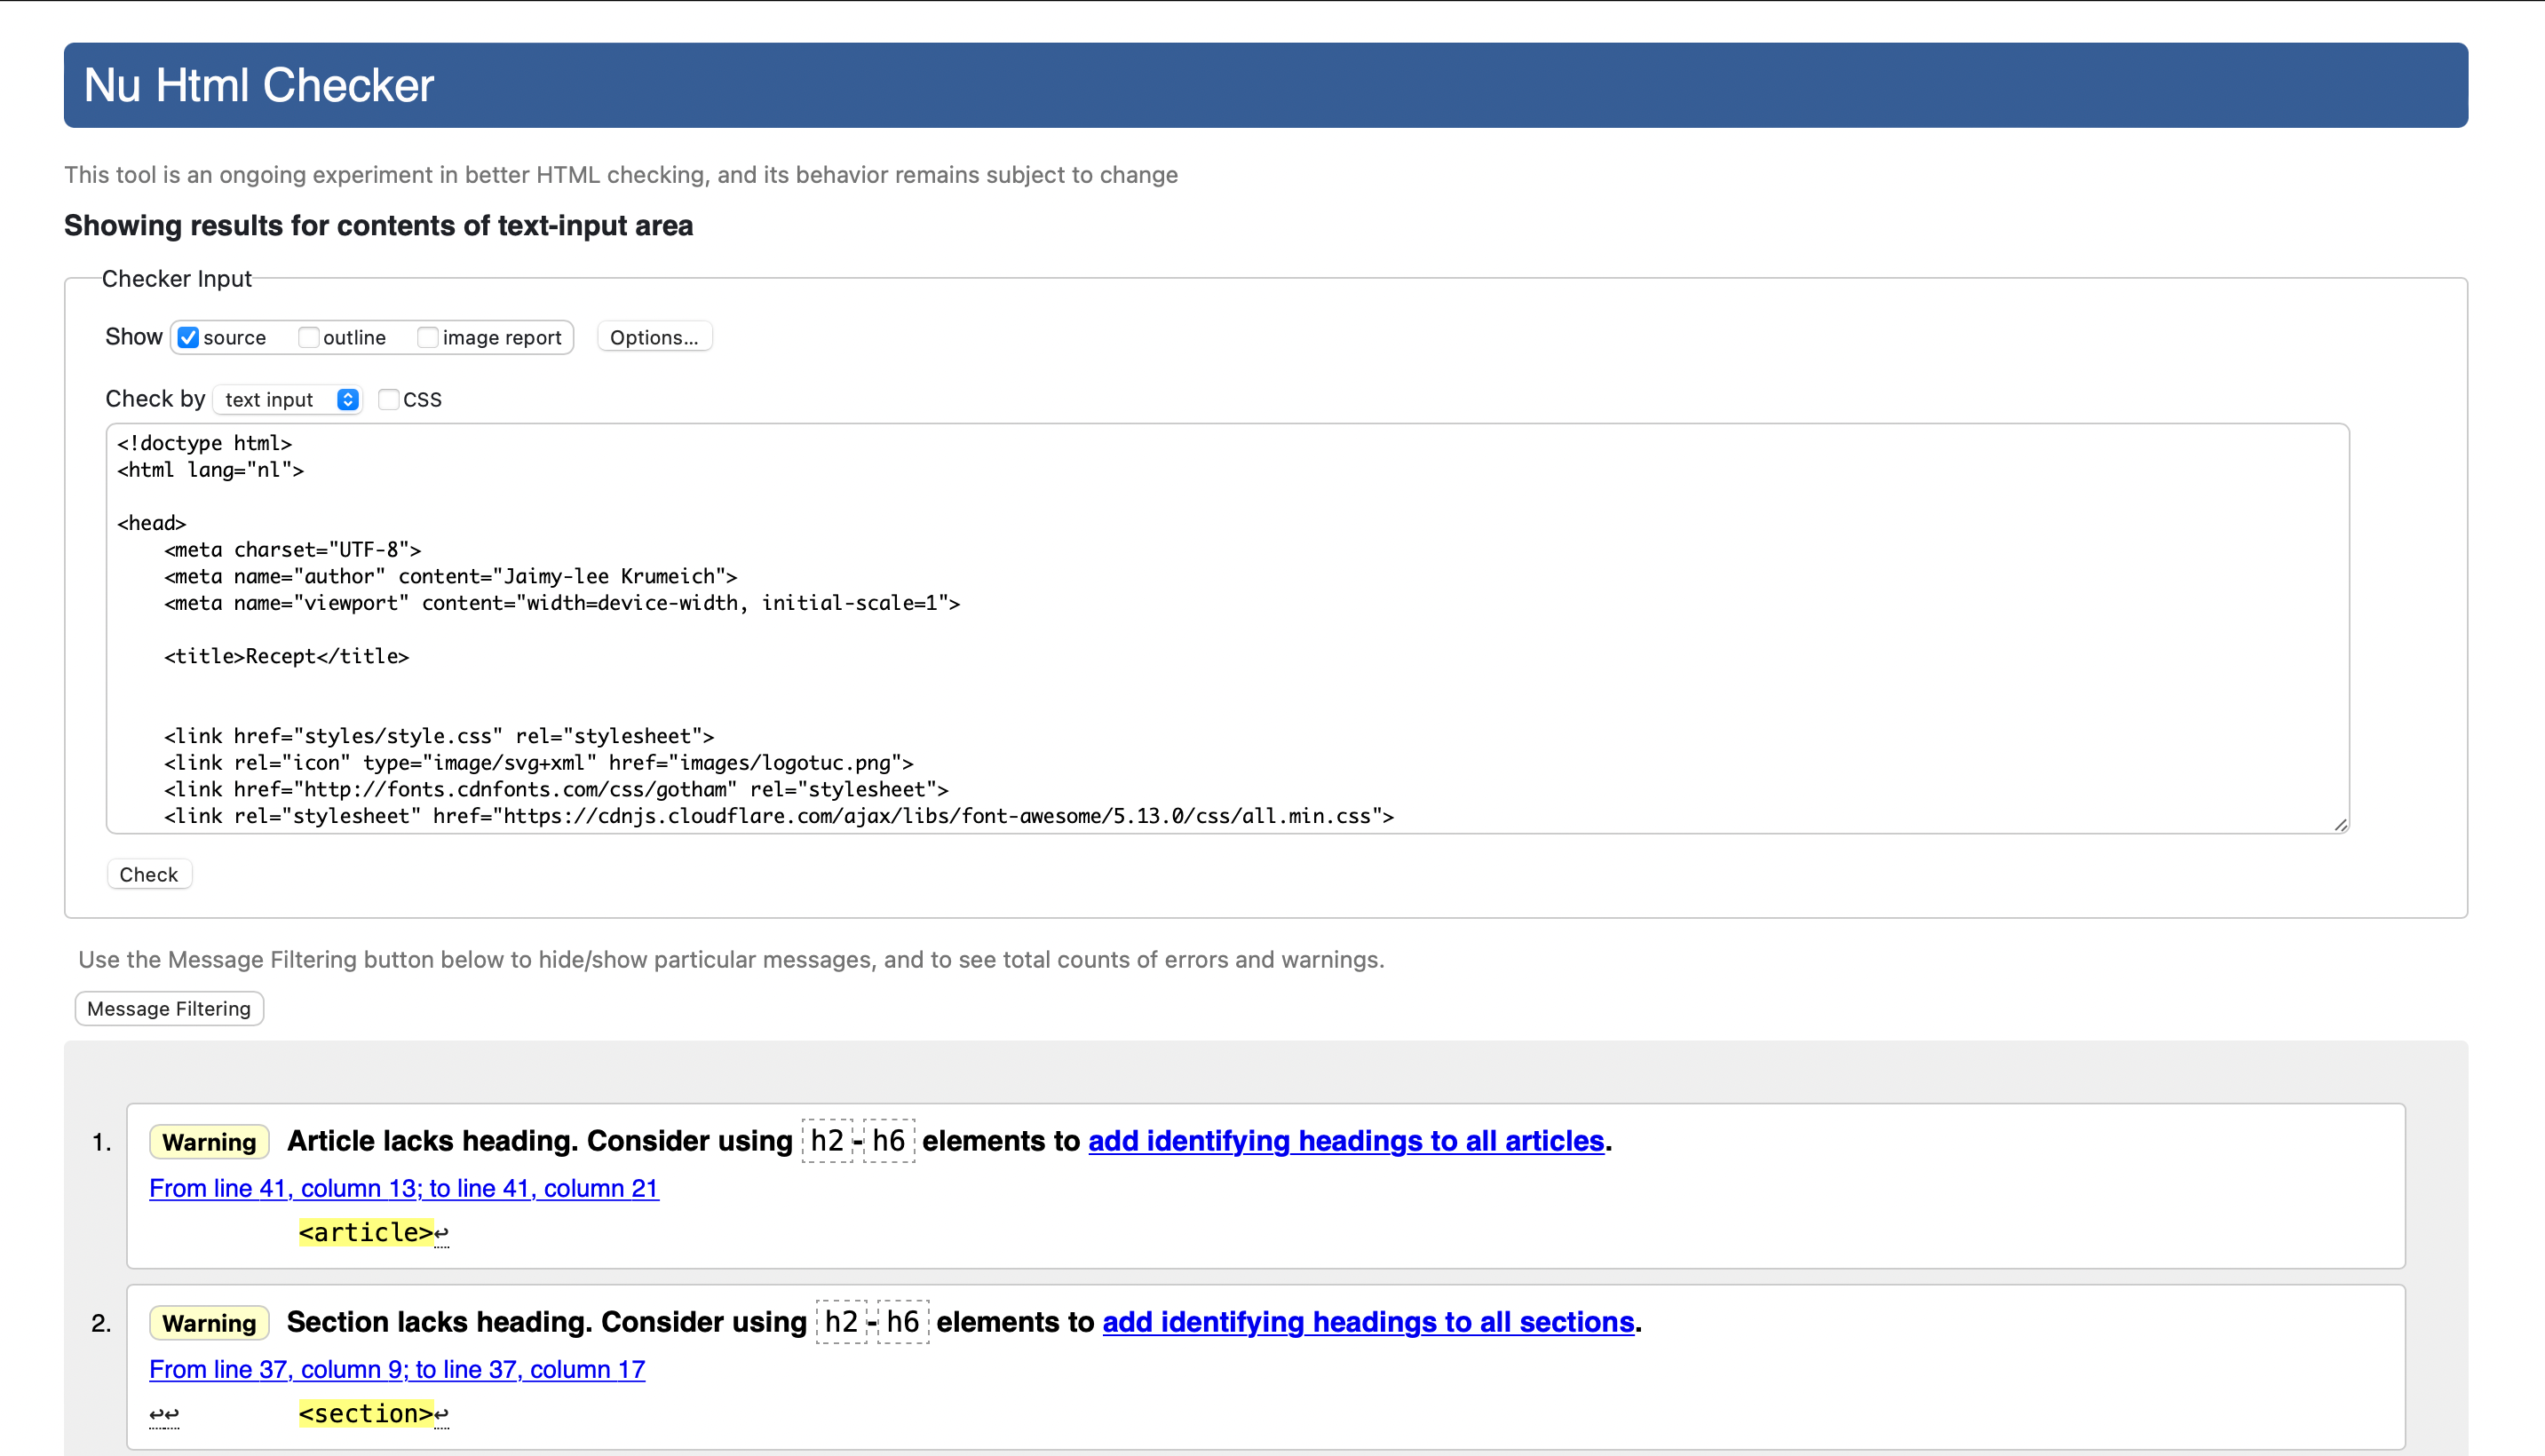 Nu Html Checker
This tool is an ongoing experiment in better HTML checking, and its behavior remains subject to change
Showing results for contents of text-input area
Checker Input
Show source outline image report Options...
Check by text input CSS
<!doctype html>
<html lang="nl">
<head>
<meta charset="UTF-8">
<meta name="author" content="Jaimy-lee Krumeich">
<meta name="viewport" content="width=device-width, initial-scale=1">
<title>Recept</title>
<link href="styles/style.css" rel="stylesheet">
<link rel="icon" type="image/svg+xml" href="images/logotuc.png">
<link href="http://fonts.cdnfonts.com/css/gotham" rel="stylesheet">
<link rel="stylesheet" href="https://cdnjs.cloudflare.com/ajax/libs/font-awesome/5.13.0/css/all.min.css">
Check
Use the Message Filtering button below to hide/show particular messages, and to see total counts of errors and warnings.
Message Filtering
1. Warning Article lacks heading. Consider using h2-h6 elements to add identifying headings to all articles.
From line 41, column 13; to line 41, column 21
<article>↩
2. Warning Section lacks heading. Consider using h2-h6 elements to add identifying headings to all sections.
From line 37, column 9; to line 37, column 17
↩↩ <section>↩